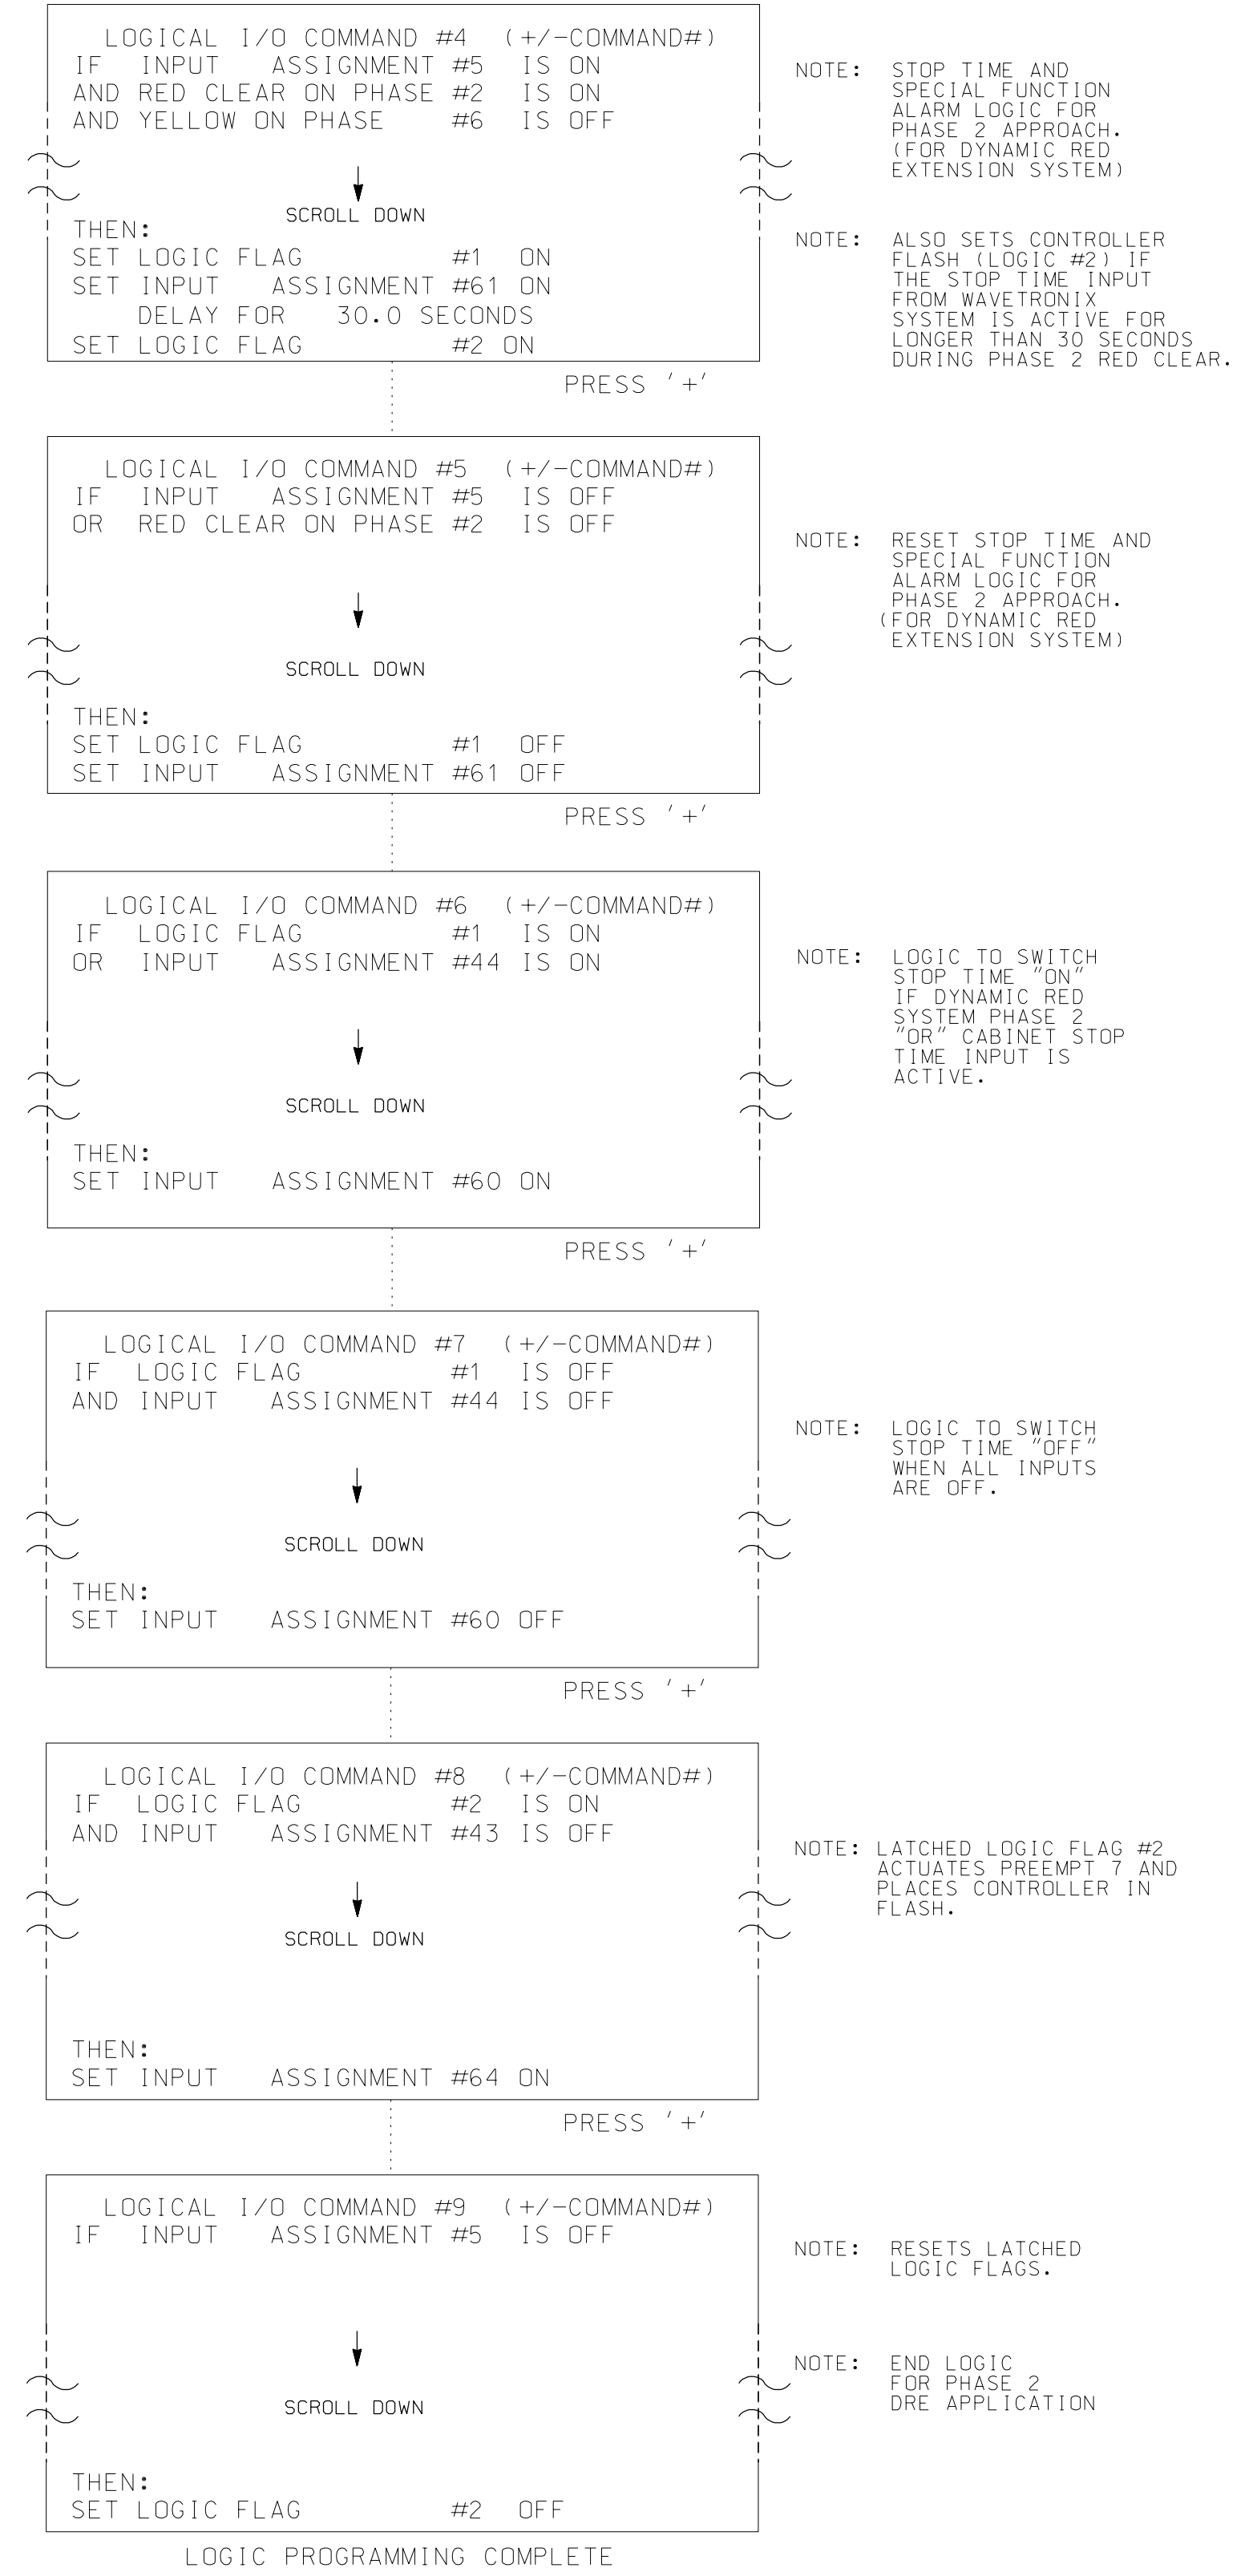 LOGICAL I/O COMMAND #4 (+/-COMMAND#)
IF INPUT ASSIGNMENT #5 IS ON
AND RED CLEAR ON PHASE #2 IS ON
AND YELLOW ON PHASE #6 IS OFF
SCROLL DOWN
THEN:
SET LOGIC FLAG #1 ON
SET INPUT ASSIGNMENT #61 ON
DELAY FOR 30.0 SECONDS
SET LOGIC FLAG #2 ON
NOTE: STOP TIME AND
SPECIAL FUNCTION
ALARM LOGIC FOR
PHASE 2 APPROACH.
(FOR DYNAMIC RED
EXTENSION SYSTEM)
NOTE: ALSO SETS CONTROLLER
FLASH (LOGIC #2) IF
THE STOP TIME INPUT
FROM WAVETRONIX
SYSTEM IS ACTIVE FOR
LONGER THAN 30 SECONDS
DURING PHASE 2 RED CLEAR.
PRESS '+'
LOGICAL I/O COMMAND #5 (+/-COMMAND#)
IF INPUT ASSIGNMENT #5 IS OFF
OR RED CLEAR ON PHASE #2 IS OFF
SCROLL DOWN
THEN:
SET LOGIC FLAG #1 OFF
SET INPUT ASSIGNMENT #61 OFF
NOTE: RESET STOP TIME AND
SPECIAL FUNCTION
ALARM LOGIC FOR
PHASE 2 APPROACH.
(FOR DYNAMIC RED
EXTENSION SYSTEM)
PRESS '+'
LOGICAL I/O COMMAND #6 (+/-COMMAND#)
IF LOGIC FLAG #1 IS ON
OR INPUT ASSIGNMENT #44 IS ON
SCROLL DOWN
THEN:
SET INPUT ASSIGNMENT #60 ON
NOTE: LOGIC TO SWITCH
STOP TIME "ON"
IF DYNAMIC RED
SYSTEM PHASE 2
"OR" CABINET STOP
TIME INPUT IS
ACTIVE.
PRESS '+'
LOGICAL I/O COMMAND #7 (+/-COMMAND#)
IF LOGIC FLAG #1 IS OFF
AND INPUT ASSIGNMENT #44 IS OFF
SCROLL DOWN
THEN:
SET INPUT ASSIGNMENT #60 OFF
NOTE: LOGIC TO SWITCH
STOP TIME "OFF"
WHEN ALL INPUTS
ARE OFF.
PRESS '+'
LOGICAL I/O COMMAND #8 (+/-COMMAND#)
IF LOGIC FLAG #2 IS ON
AND INPUT ASSIGNMENT #43 IS OFF
SCROLL DOWN
THEN:
SET INPUT ASSIGNMENT #64 ON
NOTE: LATCHED LOGIC FLAG #2
ACTUATES PREEMPT 7 AND
PLACES CONTROLLER IN
FLASH.
PRESS '+'
LOGICAL I/O COMMAND #9 (+/-COMMAND#)
IF INPUT ASSIGNMENT #5 IS OFF
SCROLL DOWN
THEN:
SET LOGIC FLAG #2 OFF
NOTE: RESETS LATCHED
LOGIC FLAGS.
NOTE: END LOGIC
FOR PHASE 2
DRE APPLICATION
LOGIC PROGRAMMING COMPLETE